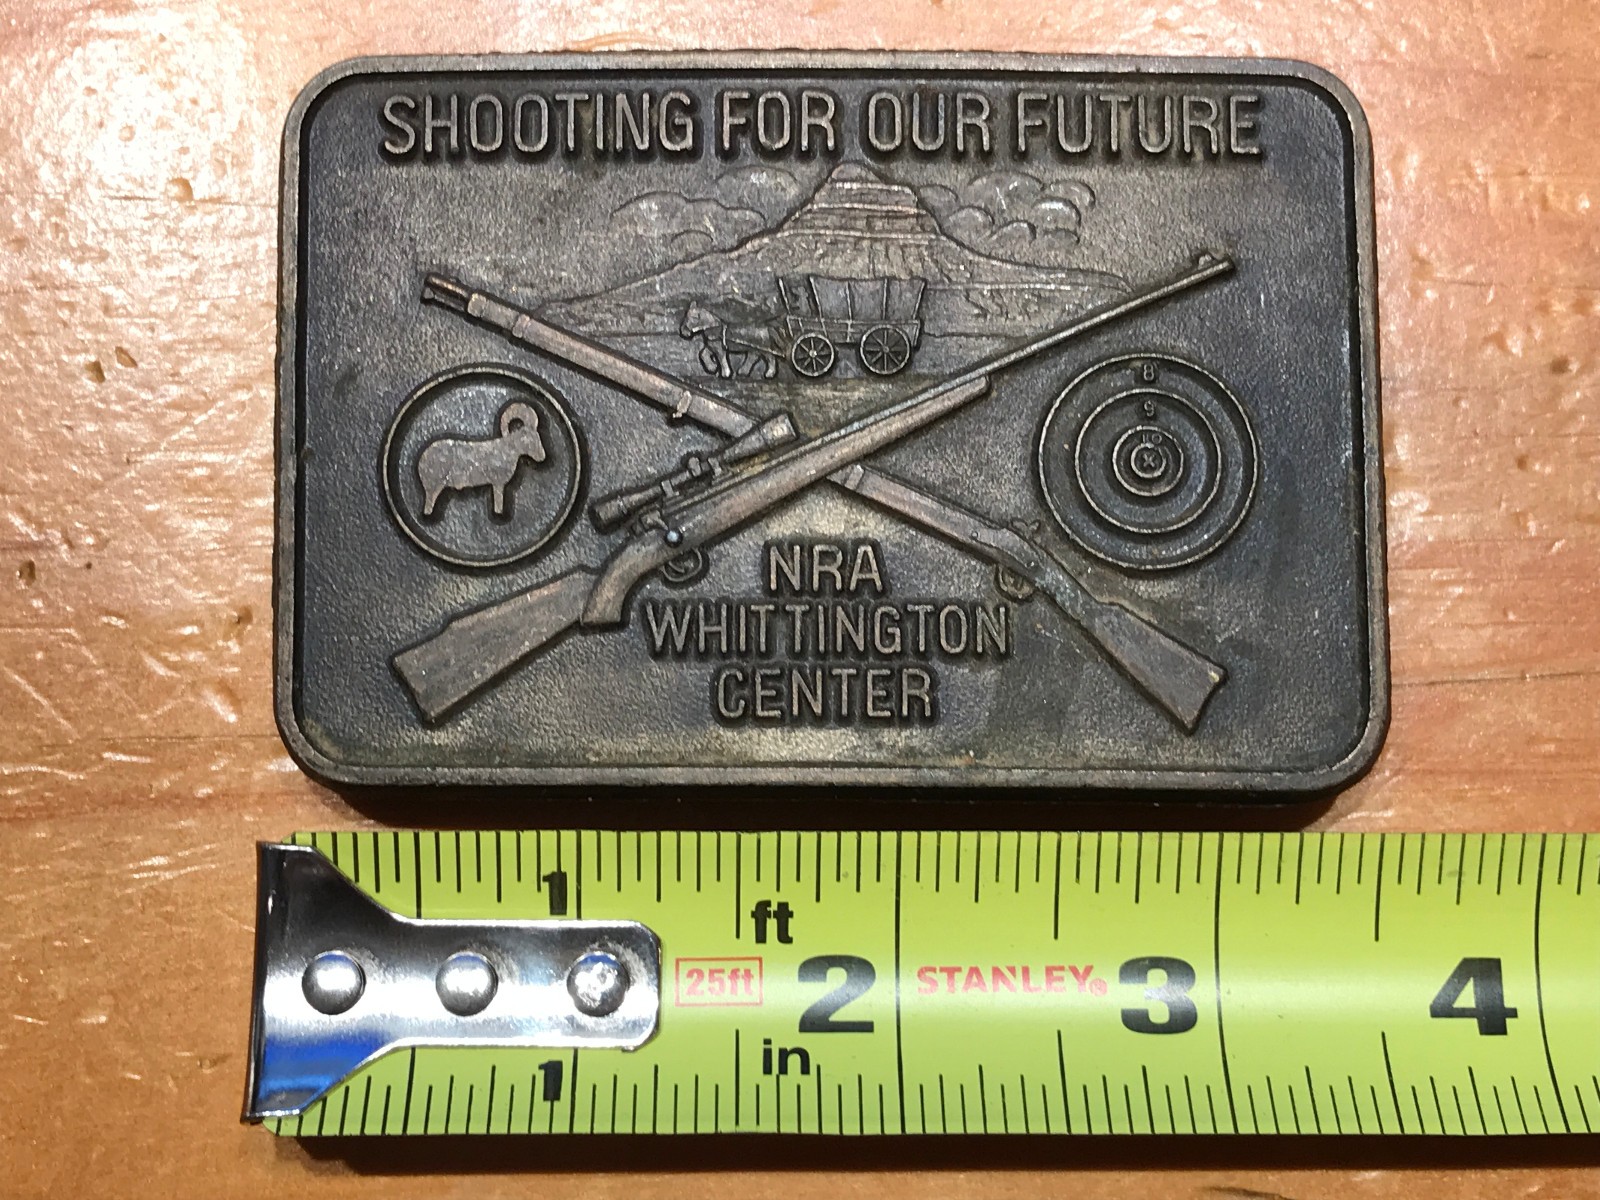 SHOOTING FOR OUR FUTURE
8
9
10
X
NRA
WHITTINGTON
CENTER
1
ft
25ft
2
STANLEY®
3
4
in
1